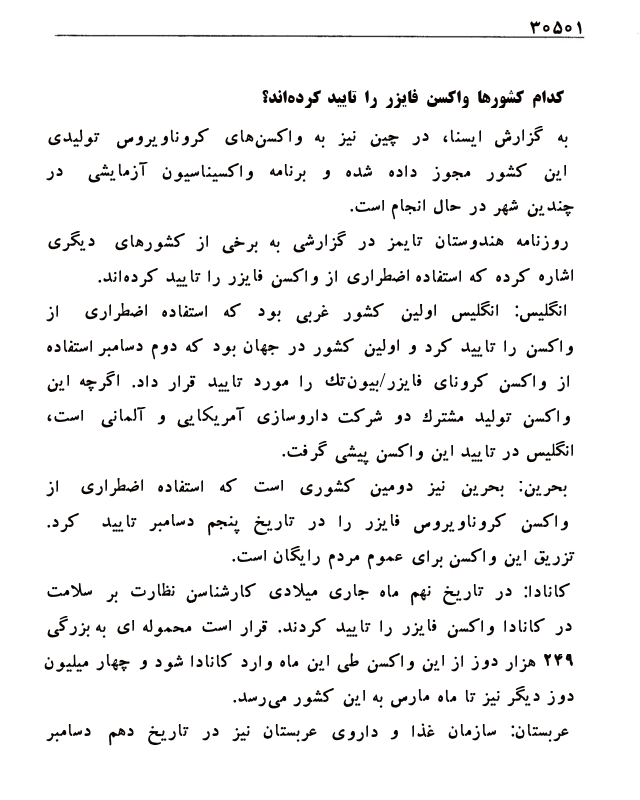 ۳۰۵۰۱
کدام کشورها واکسن فایزر را تایید کرده‌اند؟
به گزارش ایسنا، در چین نیز به واکسن‌های کروناویروس تولیدی
این کشور مجوز داده شده و برنامه واکسیناسیون آزمایشی در
چندین شهر در حال انجام است.
روزنامه هندوستان تایمز در گزارشی به برخی از کشورهای دیگری
اشاره کرده که استفاده اضطراری از واکسن فایزر را تایید کرده‌اند.
انگلیس: انگلیس اولین کشور غربی بود که استفاده اضطراری از
واکسن را تایید کرد و اولین کشور در جهان بود که دوم دسامبر استفاده
از واکسن کرونای فایزر/بیون‌تك را مورد تایید قرار داد. اگرچه این
واکسن تولید مشترك دو شرکت داروسازی آمریکایی و آلمانی است،
انگلیس در تایید این واکسن پیشی گرفت.
بحرین: بحرین نیز دومین کشوری است که استفاده اضطراری از
واکسن کروناویروس فایزر را در تاریخ پنجم دسامبر تایید کرد.
تزریق این واکسن برای عموم مردم رایگان است.
کانادا: در تاریخ نهم ماه جاری میلادی کارشناسن نظارت بر سلامت
در کانادا واکسن فایزر را تایید کردند. قرار است محموله ای به بزرگی
۲۴۹ هزار دوز از این واکسن طی این ماه وارد کانادا شود و چهار میلیون
دوز دیگر نیز تا ماه مارس به این کشور می‌رسد.
عربستان: سازمان غذا و داروی عربستان نیز در تاریخ دهم دسامبر